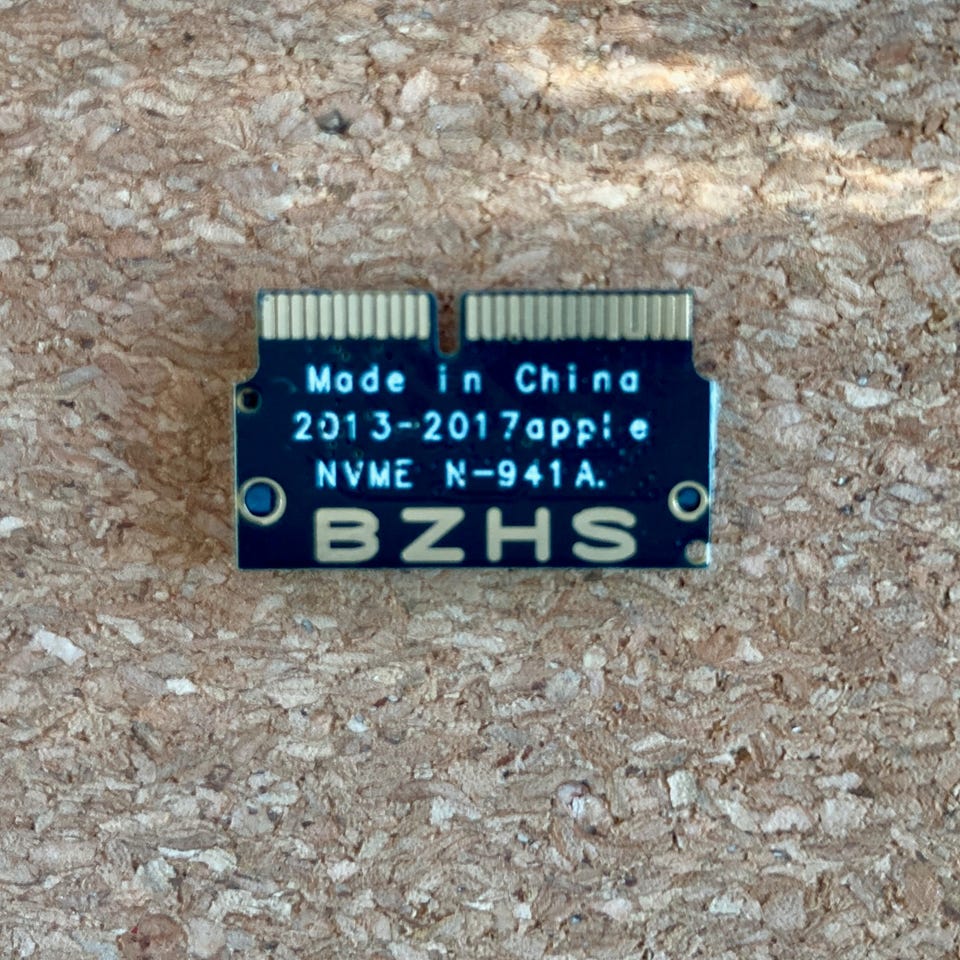 Made in China
2013-2017apple
NVME N-941A.
BZHS